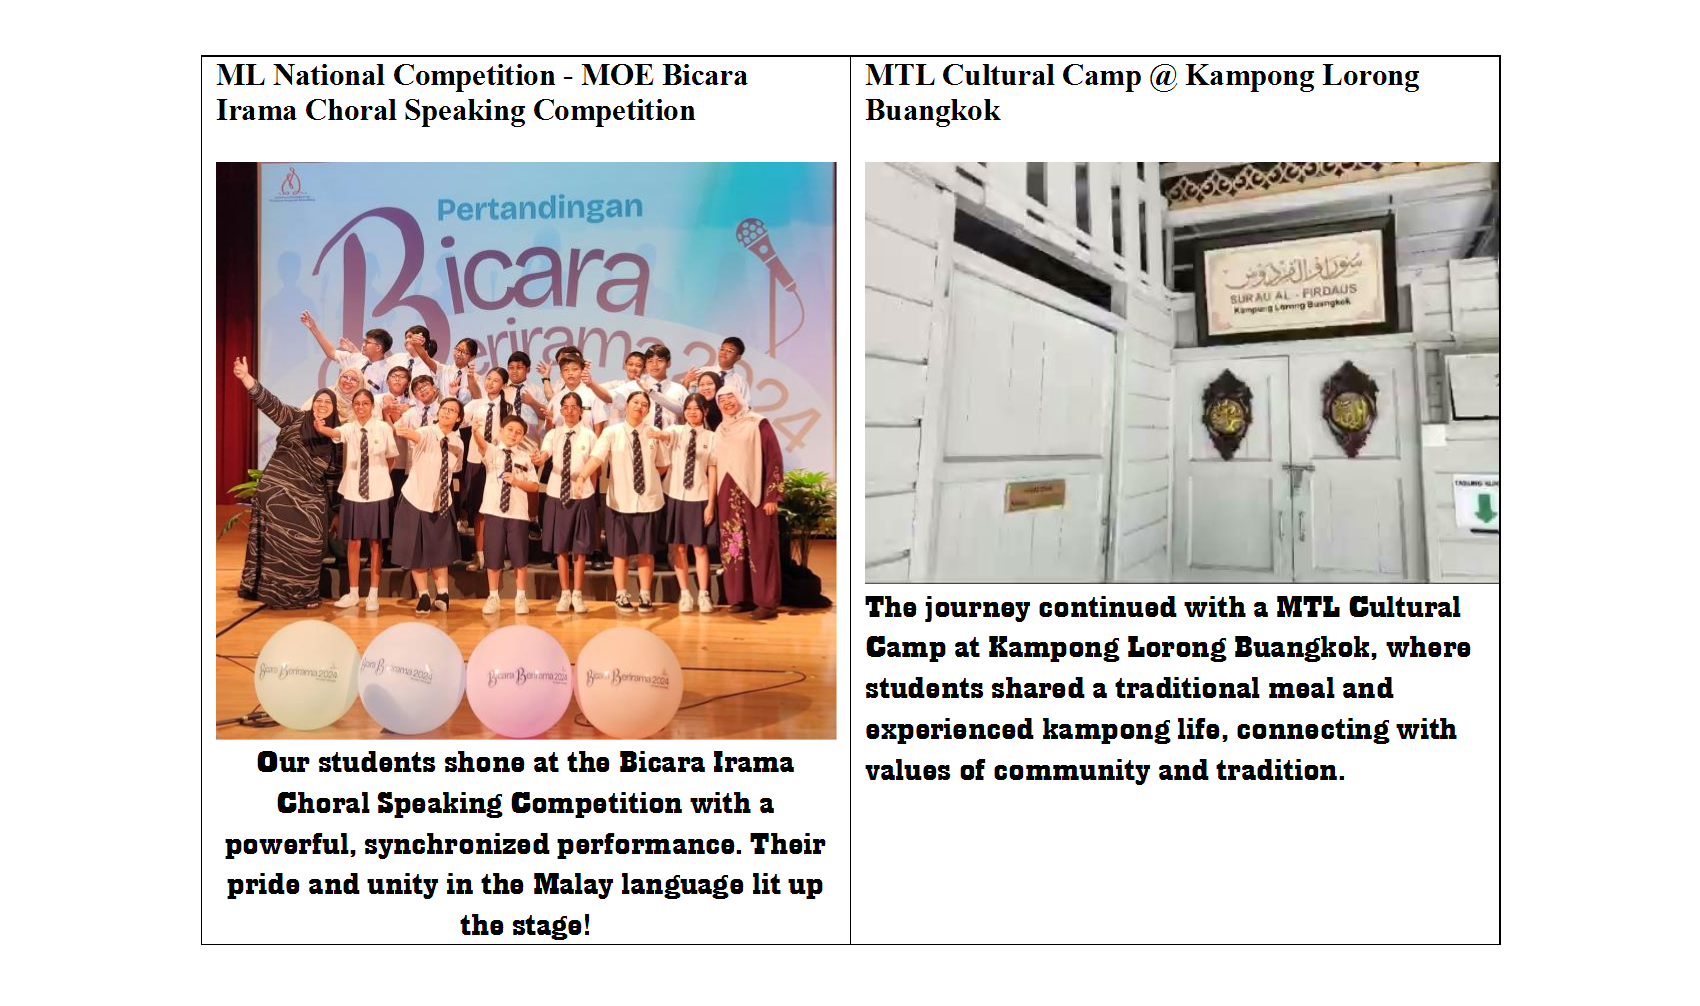 ML National Competition - MOE Bicara
Irama Choral Speaking Competition
Pertandingan
Bicara
Berirama 2024
Bicara Berirama 2024
Bicara Berirama 2024
Bicara Berirama 2024
Bicara Berirama 2024
Our students shone at the Bicara Irama
Choral Speaking Competition with a
powerful, synchronized performance. Their
pride and unity in the Malay language lit up
the stage!
MTL Cultural Camp @ Kampong Lorong
Buangkok
سوراو الفردوس
SURAU AL - FIRDAUS
Kampung Lorong Buangkok
The journey continued with a MTL Cultural
Camp at Kampong Lorong Buangkok, where
students shared a traditional meal and
experienced kampong life, connecting with
values of community and tradition.